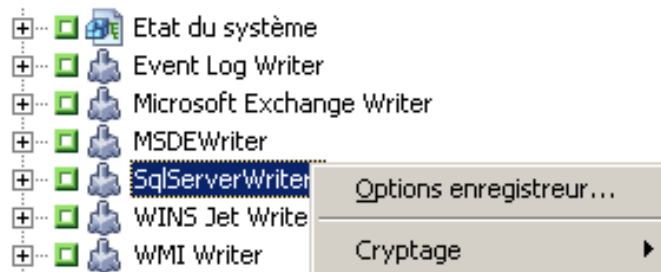 Etat du système
Event Log Writer
Microsoft Exchange Writer
MSDEWriter
SqlServerWriter
Options enregistreur...
WINS Jet Write
WMI Writer
Cryptage